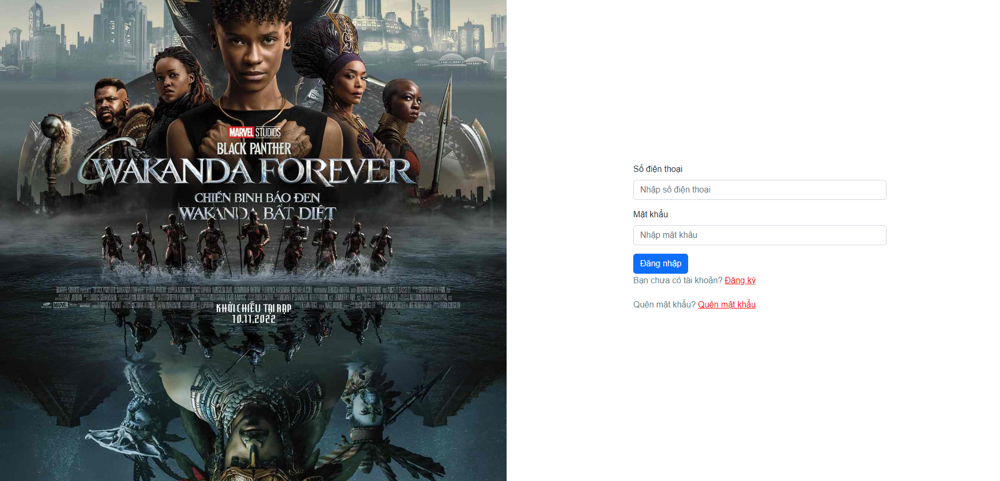 MARVEL STUDIOS
BLACK PANTHER
WAKANDA FOREVER
CHIẾN BINH BÁO ĐEN
WAKANDA BẤT DIỆT
KHỞI CHIẾU TẠI RẠP
10.11.2022
Số điện thoại
Nhập số điện thoại
Mật khẩu
Nhập mật khẩu
Đăng nhập
Bạn chưa có tài khoản? Đăng ký
Quên mật khẩu? Quên mật khẩu